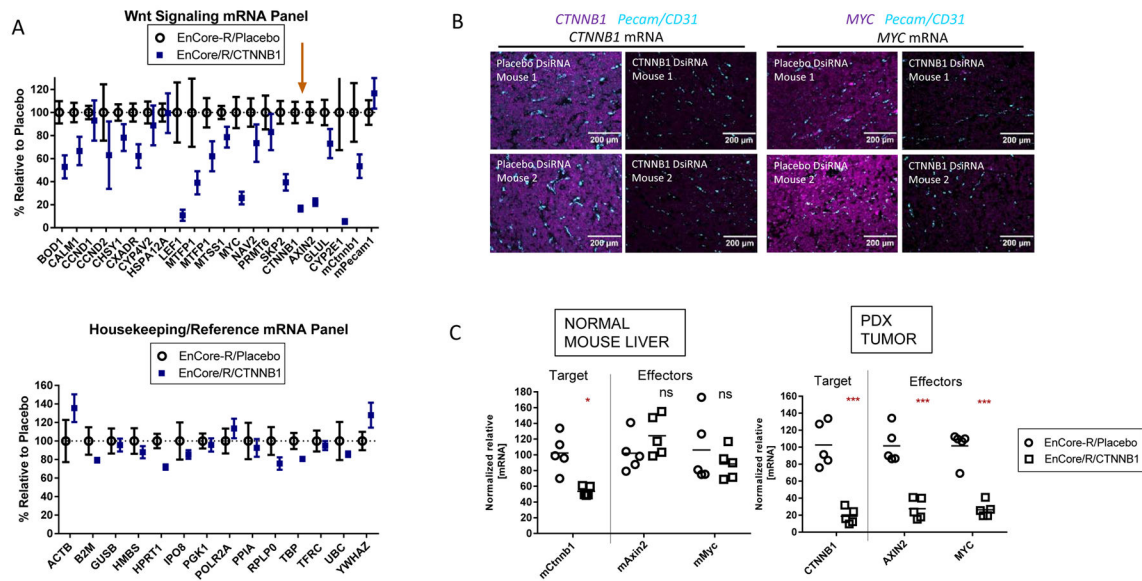 A
Wnt Signaling mRNA Panel
EnCore-R/Placebo
EnCore/R/CTNNB1
% Relative to Placebo
120
100
80
60
40
20
0
BOD1
CALM1
CCND1
CCND2
CHSY1
CXADR
CYP4V2
HSPA12A
LEF1
MTFP1
MTFP1
MTSS1
MYC
NAV2
PRMT6
SKP2
CTNNB1
AXIN2
GLUL
CYP2E1
mCtnnb1
mPecam1
Housekeeping/Reference mRNA Panel
EnCore-R/Placebo
EnCore/R/CTNNB1
% Relative to Placebo
160
140
120
100
80
60
40
20
0
ACTB
B2M
GUSB
HMBS
HPRT1
IPO8
PGK1
POLR2A
PPIA
RPLP0
TBP
TFRC
UBC
YWHAZ
B
CTNNB1 Pecam/CD31
CTNNB1 mRNA
MYC Pecam/CD31
MYC mRNA
Placebo DsiRNA
Mouse 1
200 μm
CTNNB1 DsiRNA
Mouse 1
200 μm
Placebo DsiRNA
Mouse 1
200 μm
CTNNB1 DsiRNA
Mouse 1
200 μm
Placebo DsiRNA
Mouse 2
200 μm
CTNNB1 DsiRNA
Mouse 2
200 μm
Placebo DsiRNA
Mouse 2
200 μm
CTNNB1 DsiRNA
Mouse 2
200 μm
C
NORMAL
MOUSE LIVER
Target
Effectors
*
ns
ns
Normalized relative
[mRNA]
180
160
140
120
100
80
60
40
20
0
mCtnnb1
mAxin2
mMyc
PDX
TUMOR
Target
Effectors
***
***
***
Normalized relative
[mRNA]
180
160
140
120
100
80
60
40
20
0
CTNNB1
AXIN2
MYC
EnCore-R/Placebo
EnCore/R/CTNNB1